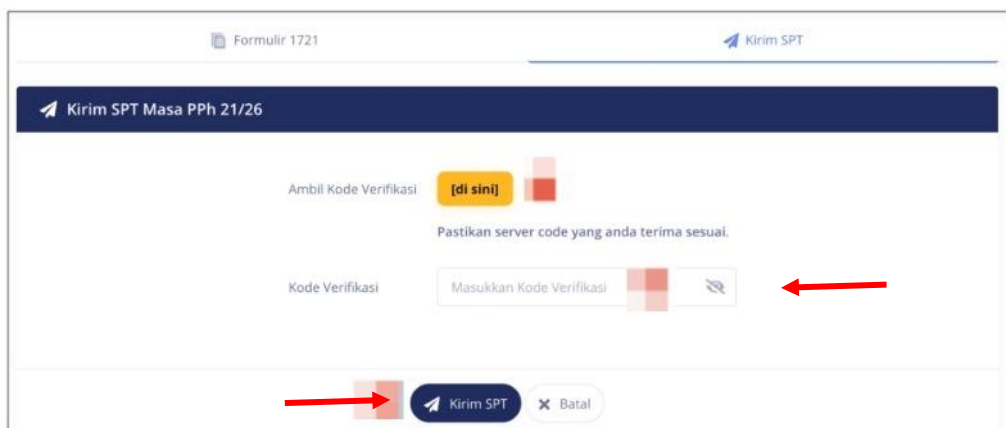 Formulir 1721
Kirim SPT
Kirim SPT Masa PPh 21/26
Ambil Kode Verifikasi [di sini]
Pastikan server code yang anda terima sesuai.
Kode Verifikasi Masukkan Kode Verifikasi
Kirim SPT Batal